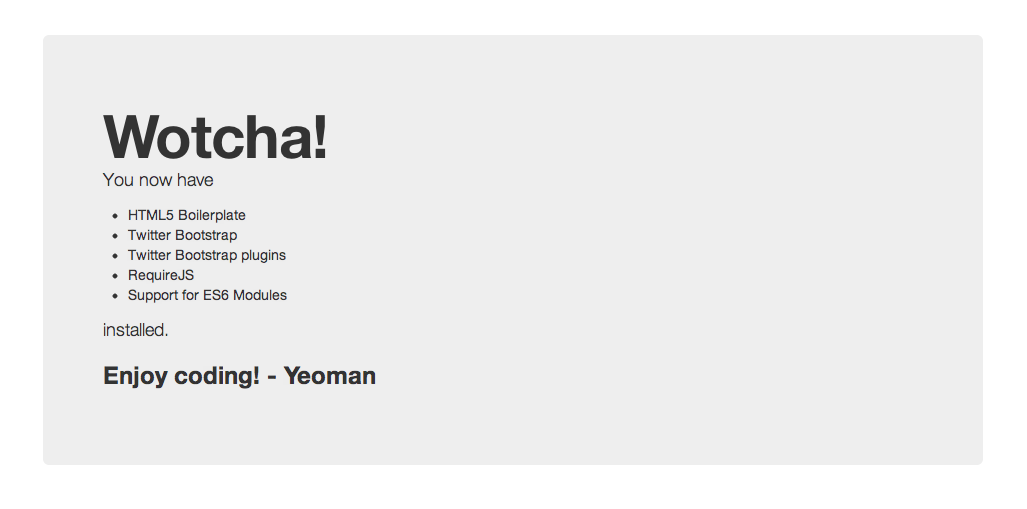 Wotcha!
You now have
HTML5 Boilerplate
Twitter Bootstrap
Twitter Bootstrap plugins
RequireJS
Support for ES6 Modules
installed.
Enjoy coding! - Yeoman